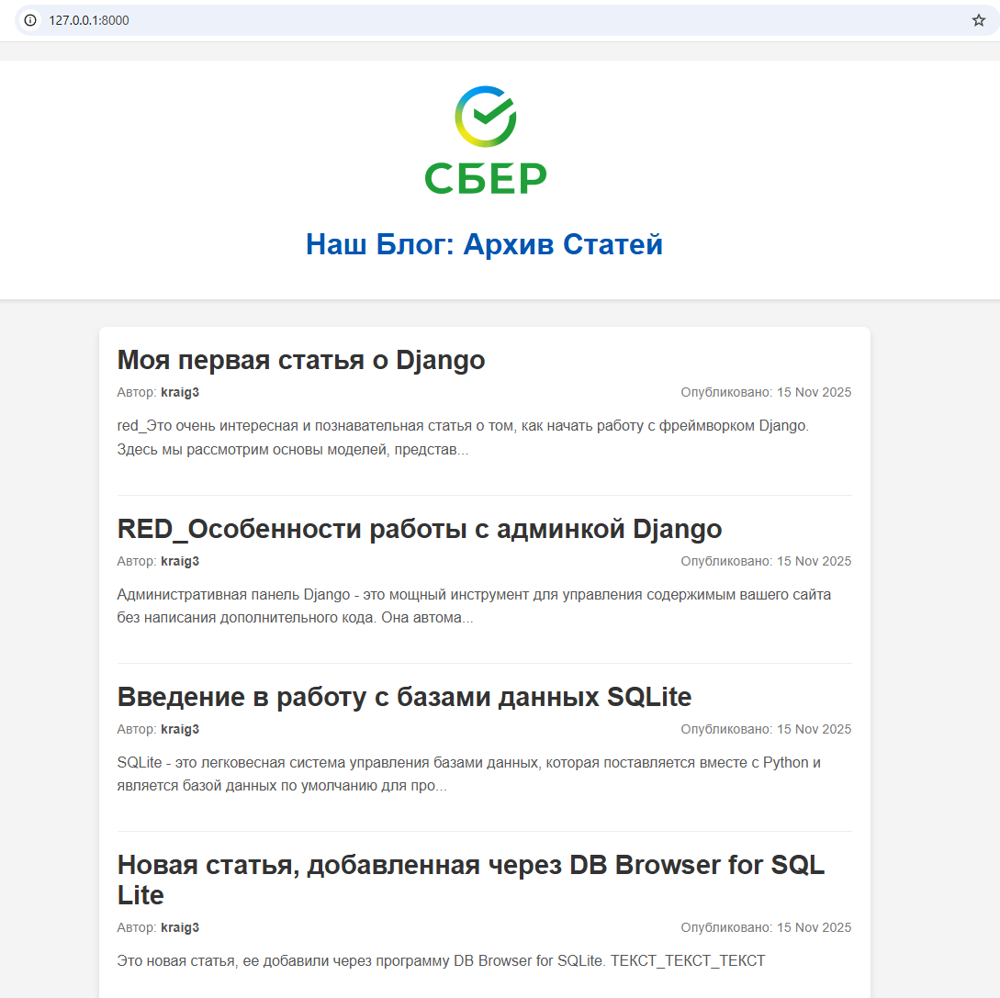 127.0.0.1:8000
СБЕР
Наш Блог: Архив Статей
Моя первая статья о Django
Автор: kraig3 Опубликовано: 15 Nov 2025
red_Это очень интересная и познавательная статья о том, как начать работу с фреймворком Django.
Здесь мы рассмотрим основы моделей, представ...
RED_Особенности работы с админкой Django
Автор: kraig3 Опубликовано: 15 Nov 2025
Административная панель Django - это мощный инструмент для управления содержимым вашего сайта
без написания дополнительного кода. Она автома...
Введение в работу с базами данных SQLite
Автор: kraig3 Опубликовано: 15 Nov 2025
SQLite - это легковесная система управления базами данных, которая поставляется вместе с Python и
является базой данных по умолчанию для про...
Новая статья, добавленная через DB Browser for SQL
Lite
Автор: kraig3 Опубликовано: 15 Nov 2025
Это новая статья, ее добавили через программу DB Browser for SQLite. ТЕКСТ_ТЕКСТ_ТЕКСТ